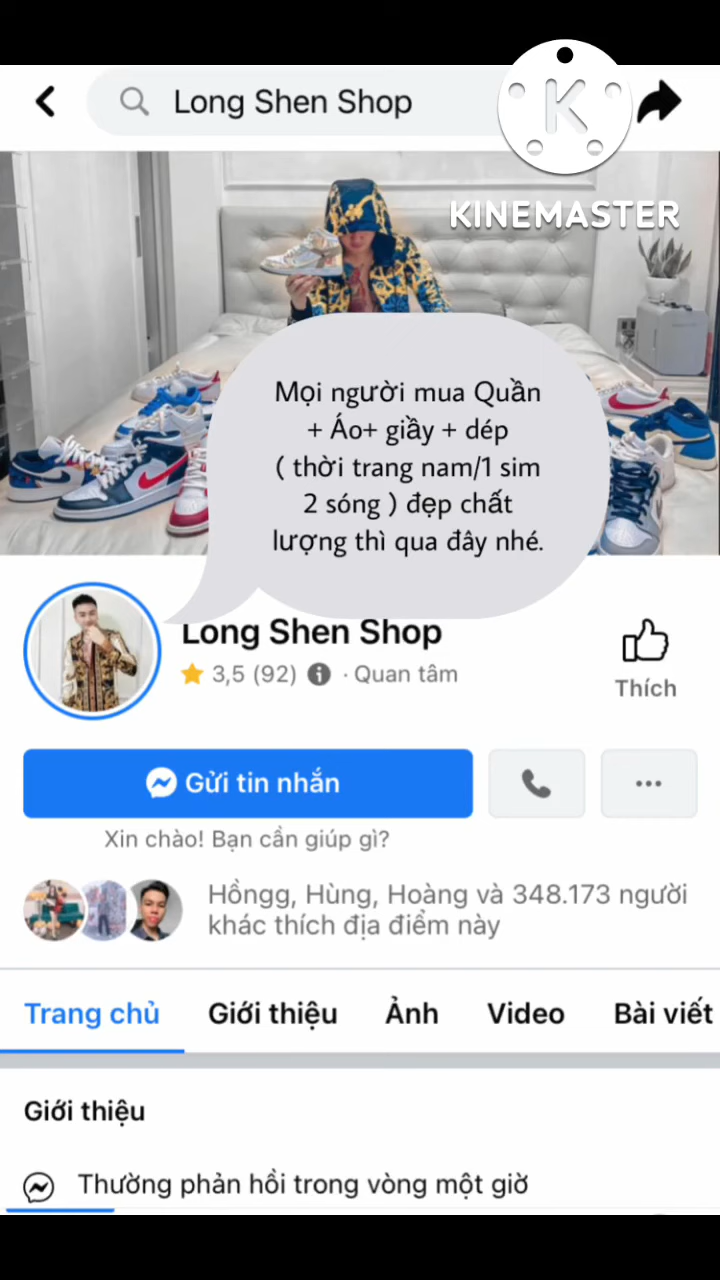 Long Shen Shop
K
KINEMASTER
Mọi người mua Quần
+ Áo+ giầy + dép
( thời trang nam/1 sim
2 sóng ) đẹp chất
lượng thì qua đây nhé.
Long Shen Shop
3,5 (92) i · Quan tâm
Thích
Gửi tin nhắn
Xin chào! Bạn cần giúp gì?
Hồngg, Hùng, Hoàng và 348.173 người
khác thích địa điểm này
Trang chủ Giới thiệu Ảnh Video Bài viết
Giới thiệu
Thường phản hồi trong vòng một giờ